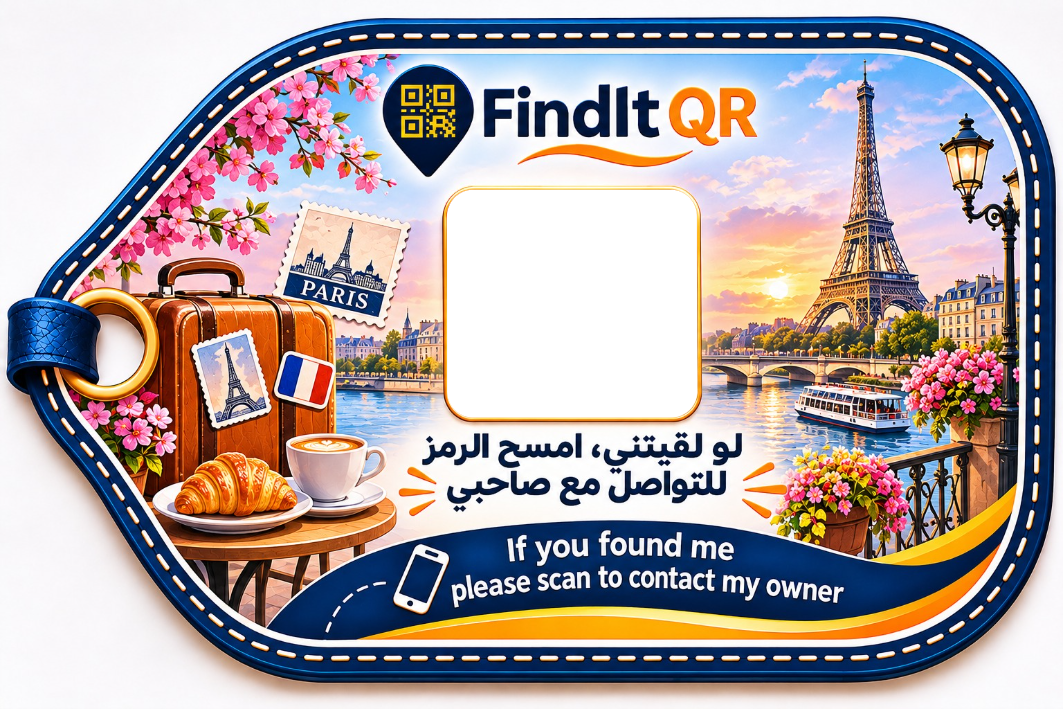 FindIt QR
PARIS
لو لقيتني، امسح الرمز
للتواصل مع صاحبي
If you found me
please scan to contact my owner